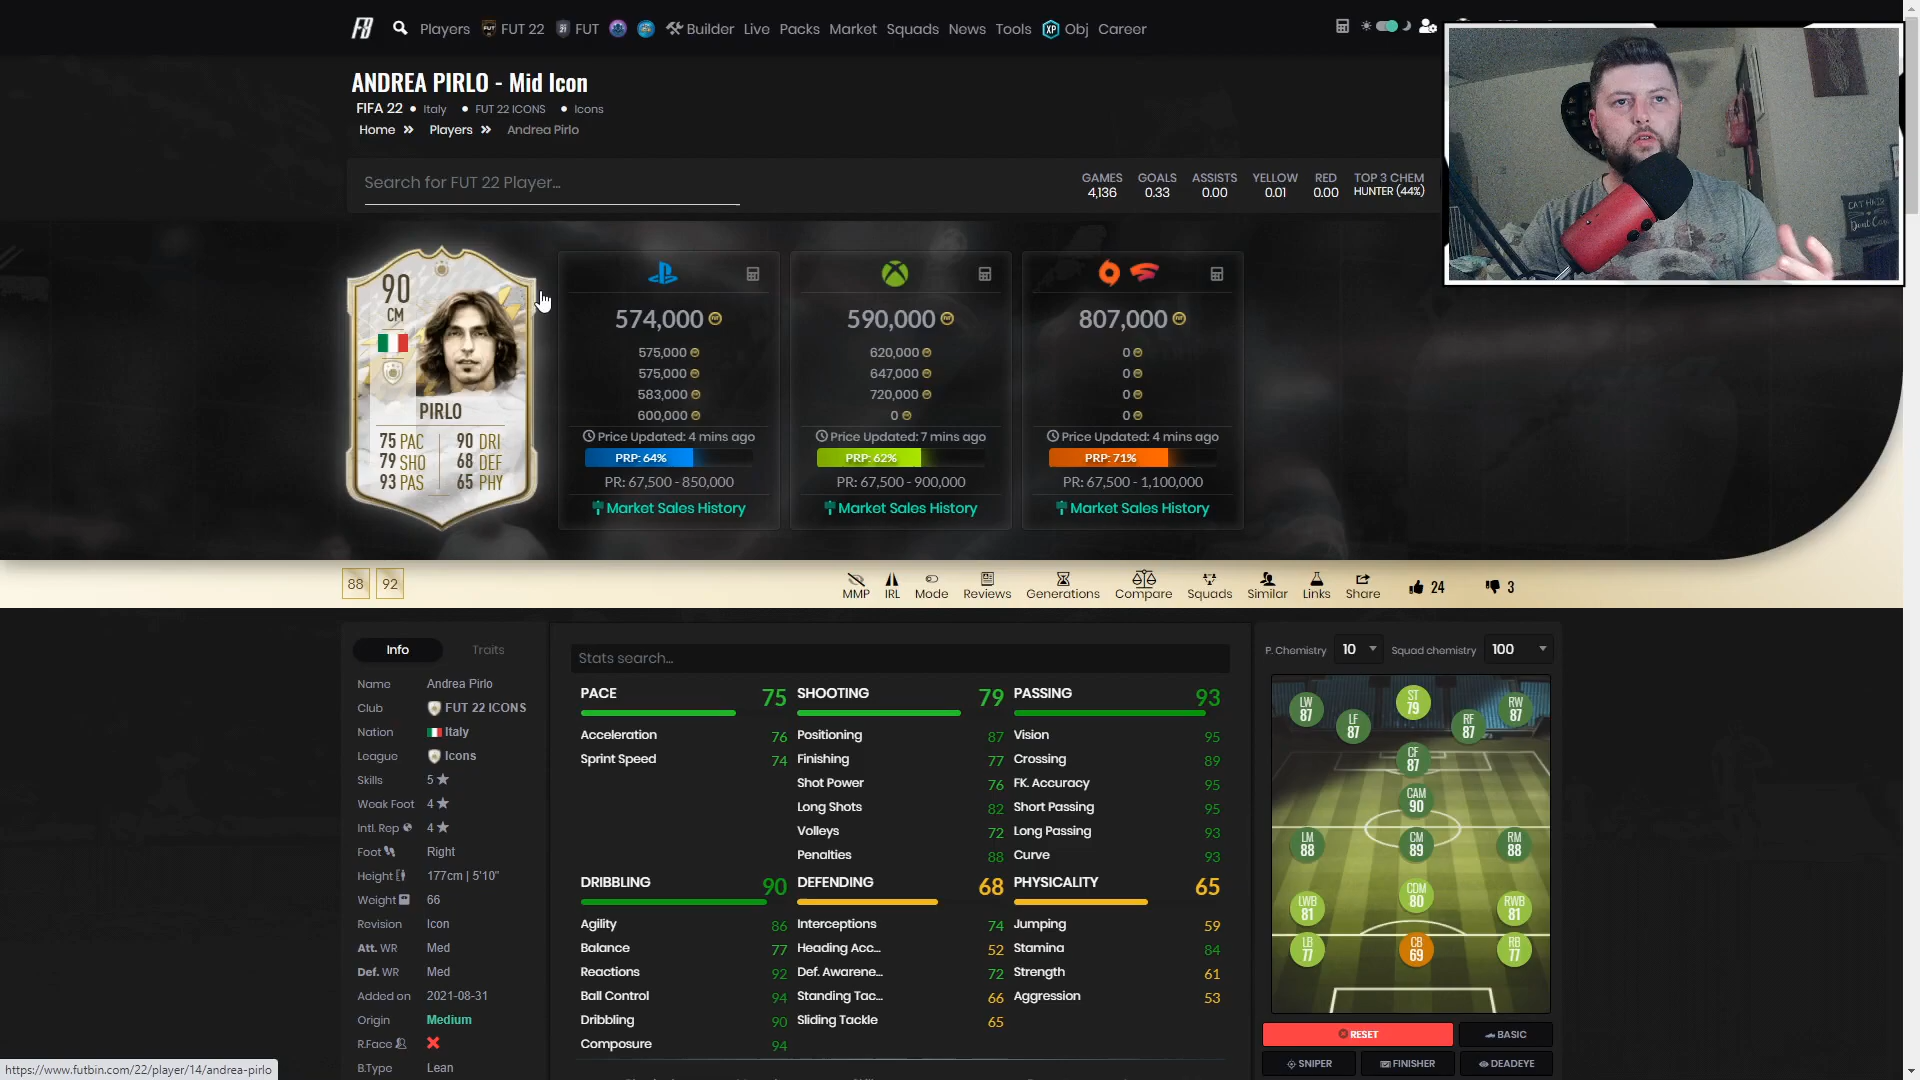 FB Players FUT 22 FUT Builder Live Packs Market Squads News Tools XP Obj Career
ANDREA PIRLO - Mid Icon
FIFA 22 • Italy • FUT 22 ICONS • Icons
Home » Players » Andrea Pirlo
Search for FUT 22 Player...
GAMES GOALS ASSISTS YELLOW RED TOP 3 CHEM
4,136 0.33 0.00 0.01 0.00 HUNTER (44%)
CAT HAIR
Don't Care
90
CM
PIRLO
75 PAC 90 DRI
79 SHO 68 DEF
93 PAS 65 PHY
574,000
575,000
575,000
583,000
600,000
Price Updated: 4 mins ago
PRP: 64%
PR: 67,500 - 850,000
Market Sales History
590,000
620,000
647,000
720,000
0
Price Updated: 7 mins ago
PRP: 62%
PR: 67,500 - 900,000
Market Sales History
807,000
0
0
0
0
Price Updated: 4 mins ago
PRP: 71%
PR: 67,500 - 1,100,000
Market Sales History
88 92
MMP IRL Mode Reviews Generations Compare Squads Similar Links Share 24 3
Info Traits
Name Andrea Pirlo
Club FUT 22 ICONS
Nation Italy
League Icons
Skills 5★
Weak Foot 4★
Intl. Rep 4★
Foot Right
Height 177cm | 5'10"
Weight 66
Revision Icon
Att. WR Med
Def. WR Med
Added on 2021-08-31
Origin Medium
R.Face
B.Type Lean
Stats search...
PACE 75
Acceleration 76
Sprint Speed 74
SHOOTING 79
Positioning 87
Finishing 77
Shot Power 76
Long Shots 82
Volleys 72
Penalties 88
PASSING 93
Vision 95
Crossing 89
FK. Accuracy 95
Short Passing 95
Long Passing 93
Curve 93
DRIBBLING 90
Agility 86
Balance 77
Reactions 92
Ball Control 94
Dribbling 90
Composure 94
DEFENDING 68
Interceptions 74
Heading Acc... 52
Def. Awarene... 72
Standing Tac... 66
Sliding Tackle 65
PHYSICALITY 65
Jumping 59
Stamina 84
Strength 61
Aggression 53
P. Chemistry 10 Squad chemistry 100
LW 87
ST 79
RW 87
LF 87
RF 87
CF 87
CAM 90
LM 88
CM 89
RM 88
LWB 81
CDM 80
RWB 81
LB 77
CB 69
RB 77
RESET BASIC
SNIPER FINISHER DEADEYE
https://www.futbin.com/22/player/14/andrea-pirlo